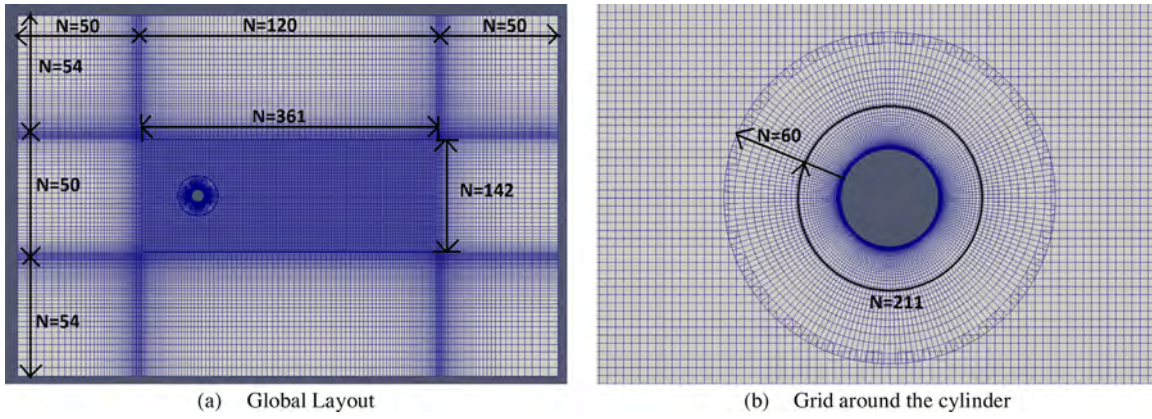 N=50 N=120 N=50
N=54
N=361
N=50
N=142
N=54
(a) Global Layout
N=60
N=211
(b) Grid around the cylinder